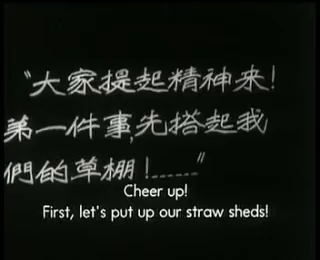 “大家提起精神來!
第一件事,先搭起我
們的草棚!......”
Cheer up!
First, let's put up our straw sheds!